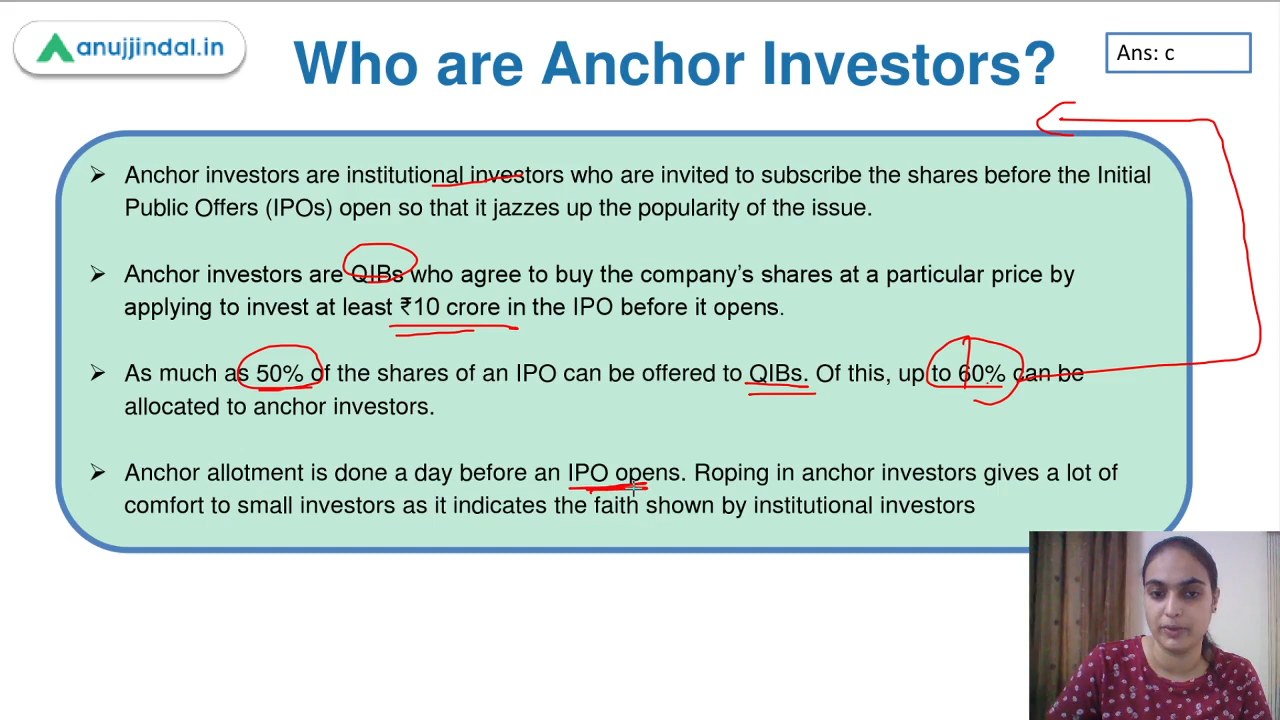 anujjindal.in
Who are Anchor Investors?
Ans: c
➢ Anchor investors are institutional investors who are invited to subscribe the shares before the Initial
Public Offers (IPOs) open so that it jazzes up the popularity of the issue.
➢ Anchor investors are QIBs who agree to buy the company's shares at a particular price by
applying to invest at least ₹10 crore in the IPO before it opens.
➢ As much as 50% of the shares of an IPO can be offered to QIBs. Of this, up to 60% can be
allocated to anchor investors.
➢ Anchor allotment is done a day before an IPO opens. Roping in anchor investors gives a lot of
comfort to small investors as it indicates the faith shown by institutional investors